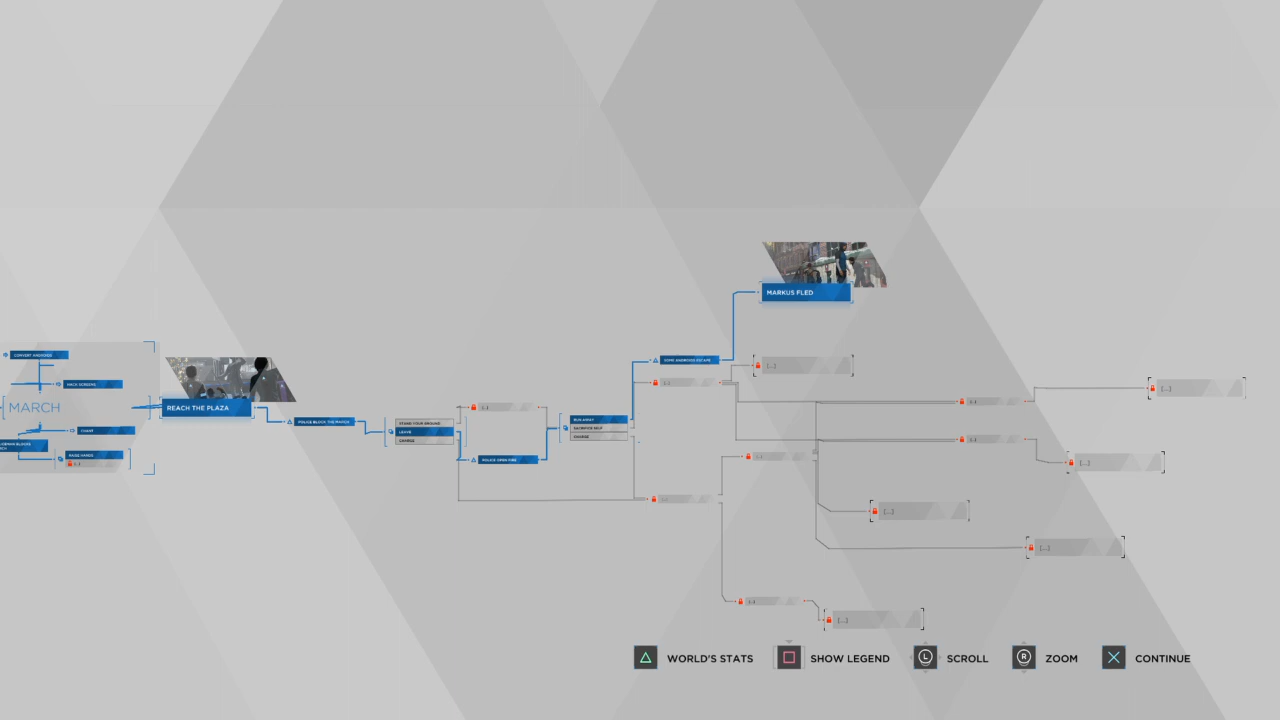 CONVERT ANDROIDS
HACK SCREENS
MARCH
CHANT
RAISE HANDS
REACH THE PLAZA
POLICE BLOCK THE MARCH
STAND YOUR GROUND
LEAVE
CHARGE
[...]
POLICE OPEN FIRE
RUN AWAY
SACRIFICE SELF
CHARGE
SOME ANDROIDS ESCAPE
MARKUS FLED
[...]
[...]
[...]
[...]
[...]
[...]
[...]
[...]
[...]
[...]
[...]
WORLD'S STATS
SHOW LEGEND
L
SCROLL
R
ZOOM
CONTINUE